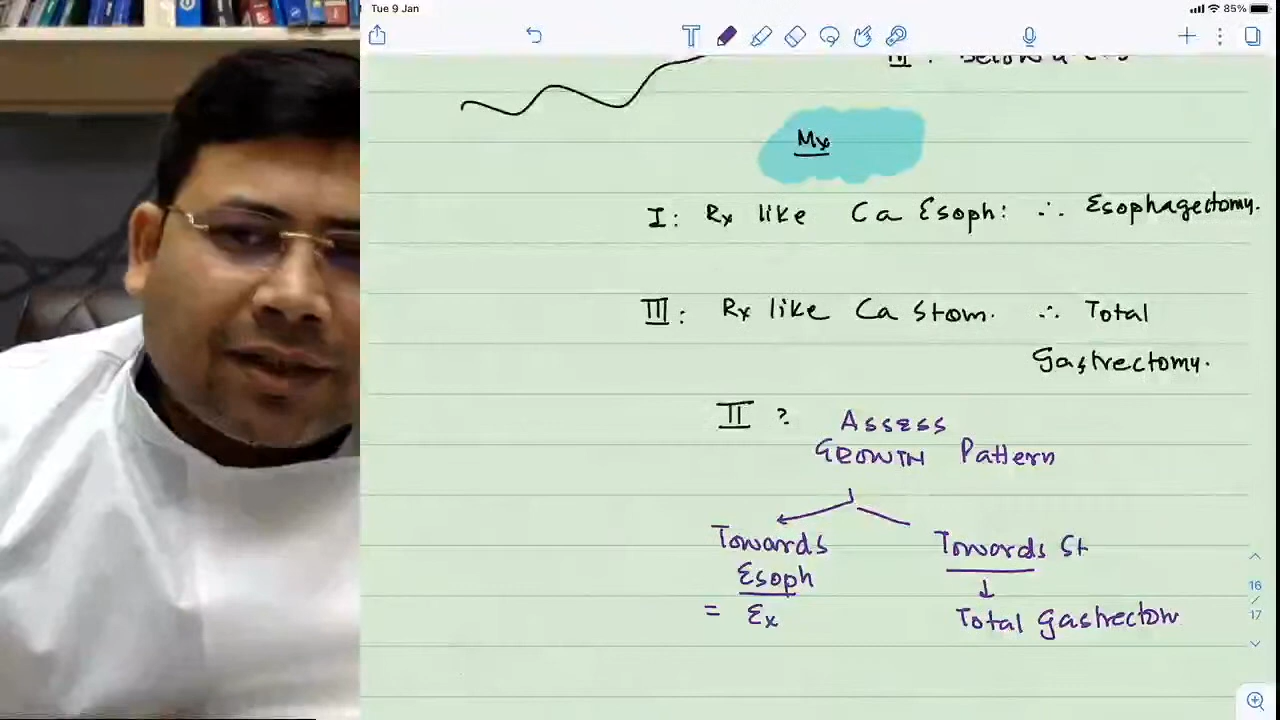 Tue 9 Jan
85%
T
III :
Mx
I : Rx like Ca Esoph : ∴ Esophagectomy.
III : Rx like Ca Stom. ∴ Total
Gastrectomy.
II ? Assess
GROWTH Pattern
Towards
Esoph
= Ex
Towards St
↓
Total Gastrectom
16
17